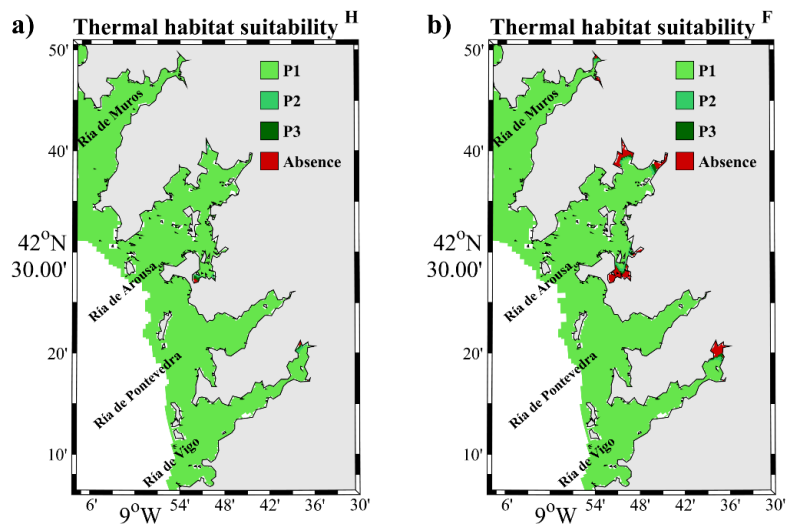 a)
Thermal habitat suitability H
50'
40'
42°N
30.00'
20'
10'
6'
9°W
54'
48'
42'
36'
30'
P1
P2
P3
Absence
Ría de Muros
Ría de Arousa
Ría de Pontevedra
Ría de Vigo
b)
Thermal habitat suitability F
50'
40'
42°N
30.00'
20'
10'
6'
9°W
54'
48'
42'
36'
30'
P1
P2
P3
Absence
Ría de Muros
Ría de Arousa
Ría de Pontevedra
Ría de Vigo